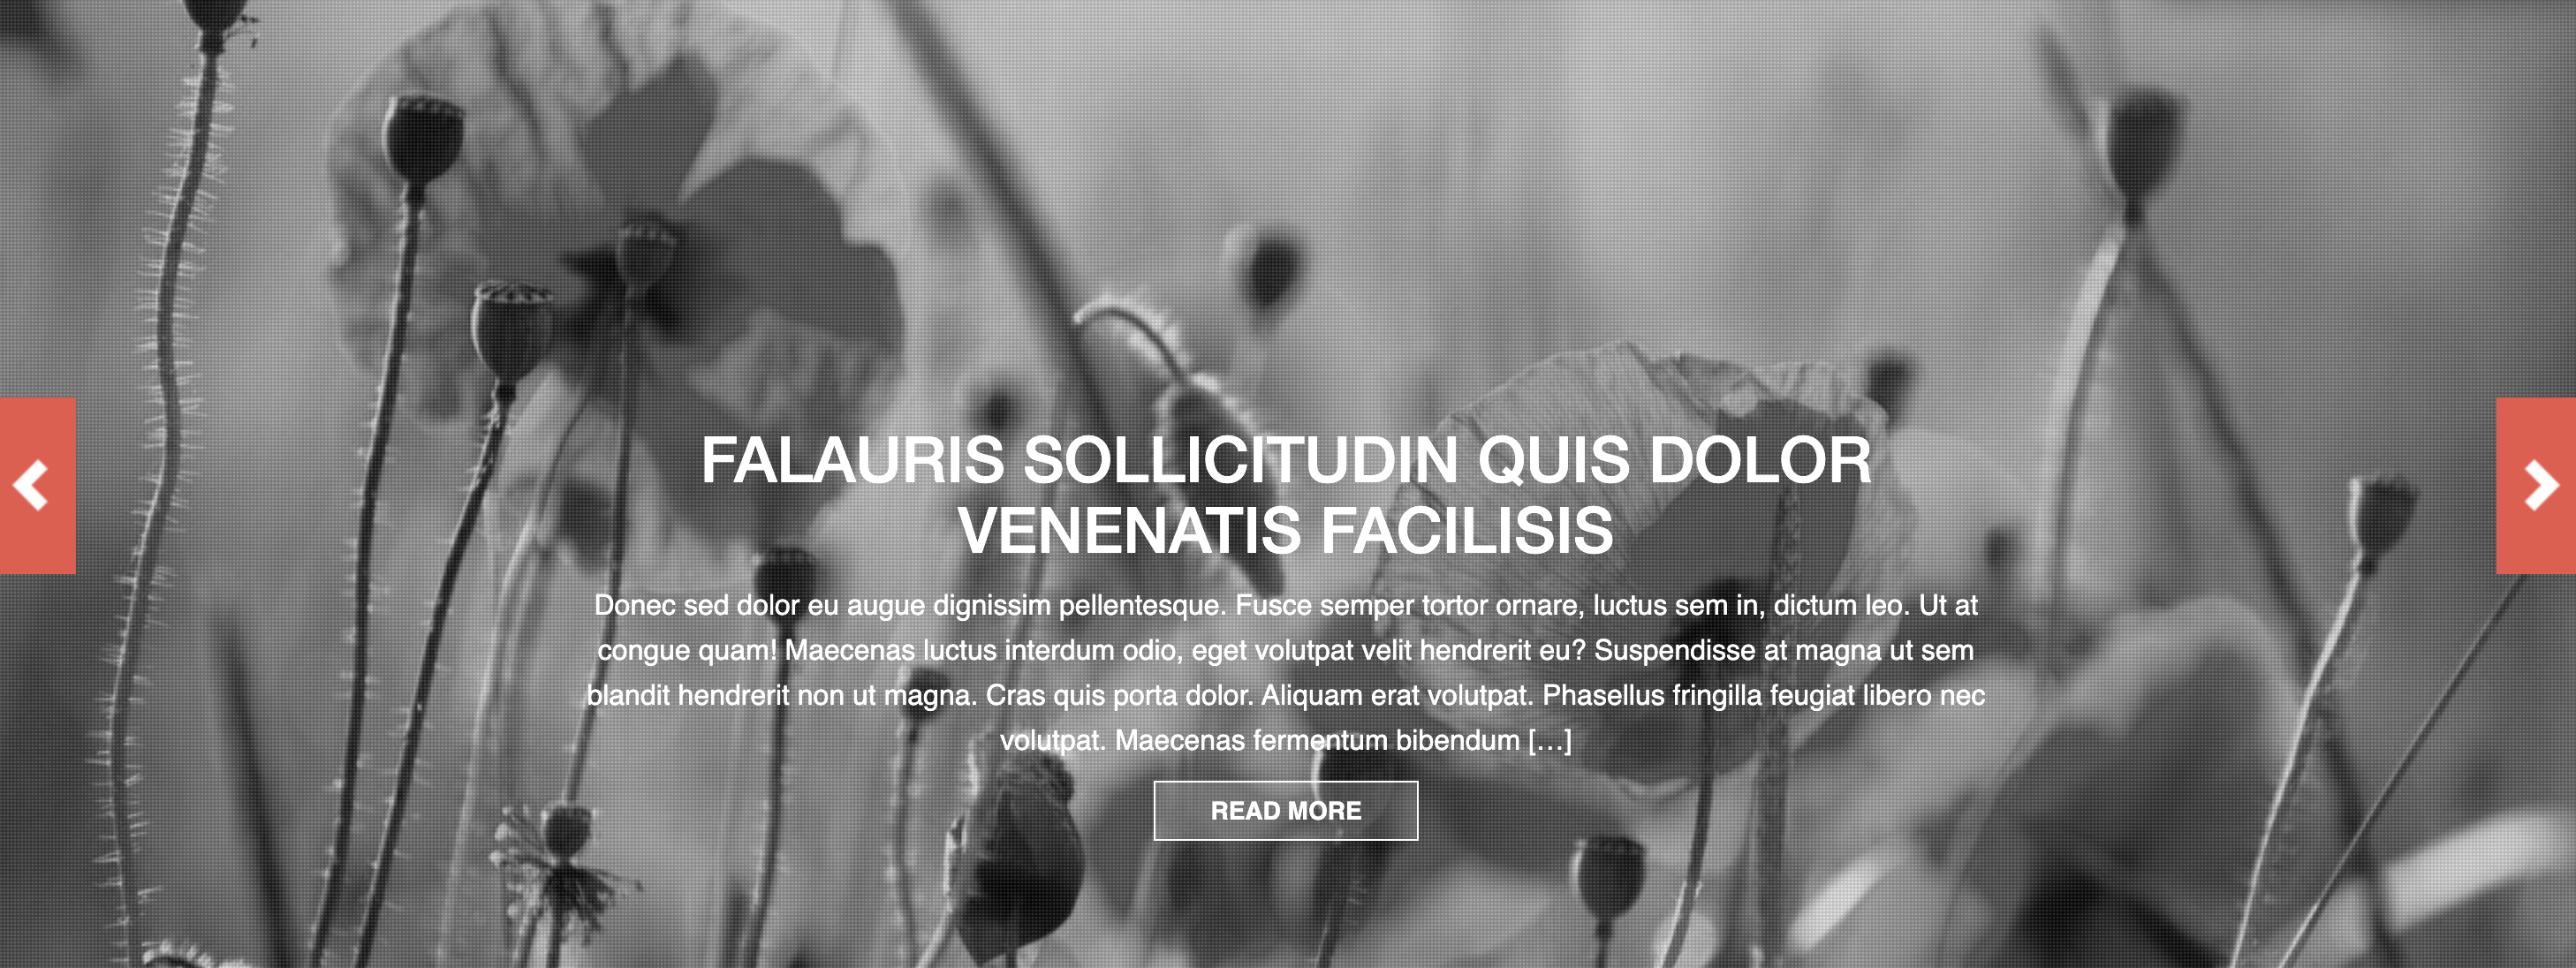 FALAURIS SOLLICITUDIN QUIS DOLOR
VENENATIS FACILISIS
Donec sed dolor eu augue dignissim pellentesque. Fusce semper tortor ornare, luctus sem in, dictum leo. Ut at
congue quam! Maecenas luctus interdum odio, eget volutpat velit hendrerit eu? Suspendisse at magna ut sem
blandit hendrerit non ut magna. Cras quis porta dolor. Aliquam erat volutpat. Phasellus fringilla feugiat libero nec
volutpat. Maecenas fermentum bibendum […]
READ MORE